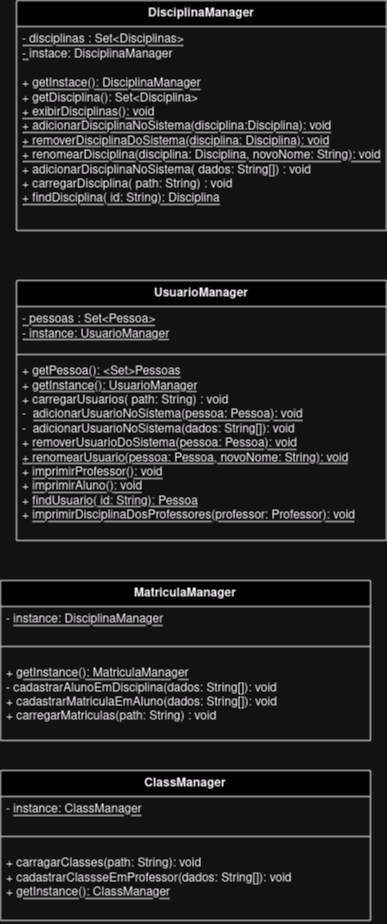 DisciplinaManager
- disciplinas : Set<Disciplinas>
- instace: DisciplinaManager
+ getInstace(): DisciplinaManager
+ getDisciplina(): Set<Disciplina>
+ exibirDisciplinas(): void
+ adicionarDisciplinaNoSistema(disciplina:Disciplina): void
+ removerDisciplinaDoSistema(disciplina: Disciplina): void
+ renomearDisciplina(disciplina: Disciplina, novoNome: String): void
+ adicionarDisciplinaNoSistema( dados: String[]) : void
+ carregarDisciplina( path: String) : void
+ findDisciplina( id: String): Disciplina
UsuarioManager
- pessoas : Set<Pessoa>
- instance: UsuarioManager
+ getPessoa(): <Set>Pessoas
+ getInstance(): UsuarioManager
+ carregarUsuarios( path: String) : void
- adicionarUsuarioNoSistema(pessoa: Pessoa): void
- adicionarUsuarioNoSistema(dados: String[]): void
+ removerUsuarioDoSistema(pessoa: Pessoa): void
+ renomearUsuario(pessoa: Pessoa, novoNome: String): void
+ imprimirProfessor(): void
+ imprimirAluno(): void
+ findUsuario( id: String): Pessoa
+ imprimirDisciplinaDosProfessores(professor: Professor): void
MatriculaManager
- instance: DisciplinaManager
+ getInstance(): MatriculaManager
- cadastrarAlunoEmDisciplina(dados: String[]): void
+ cadastrarMatriculaEmAluno(dados: String[]): void
+ carregarMatriculas(path: String) : void
ClassManager
- instance: ClassManager
+ carragarClasses(path: String): void
+ cadastrarClassseEmProfessor(dados: String[]): void
+ getInstance(): ClassManager